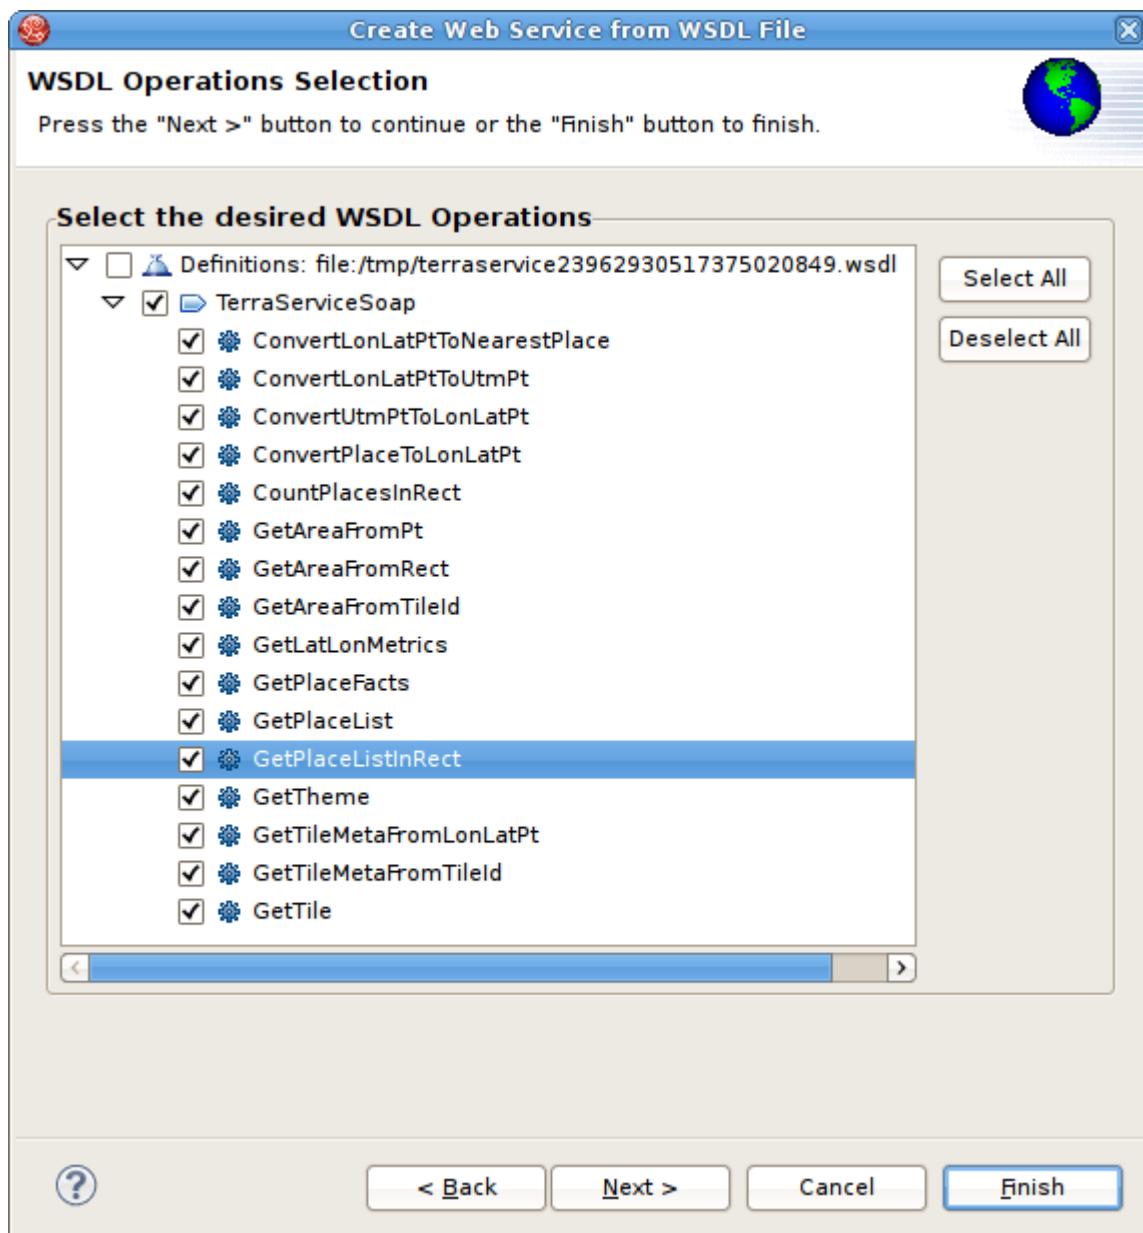 Create Web Service from WSDL File
WSDL Operations Selection
Press the "Next >" button to continue or the "Finish" button to finish.
Select the desired WSDL Operations
Definitions: file:/tmp/terraservice23962930517375020849.wsdl
Select All
TerraServiceSoap
Deselect All
ConvertLonLatPtToNearestPlace
ConvertLonLatPtToUtmPt
ConvertUtmPtToLonLatPt
ConvertPlaceToLonLatPt
CountPlacesInRect
GetAreaFromPt
GetAreaFromRect
GetAreaFromTileId
GetLatLonMetrics
GetPlaceFacts
GetPlaceList
GetPlaceListInRect
GetTheme
GetTileMetaFromLonLatPt
GetTileMetaFromTileId
GetTile
? < Back Next > Cancel Finish